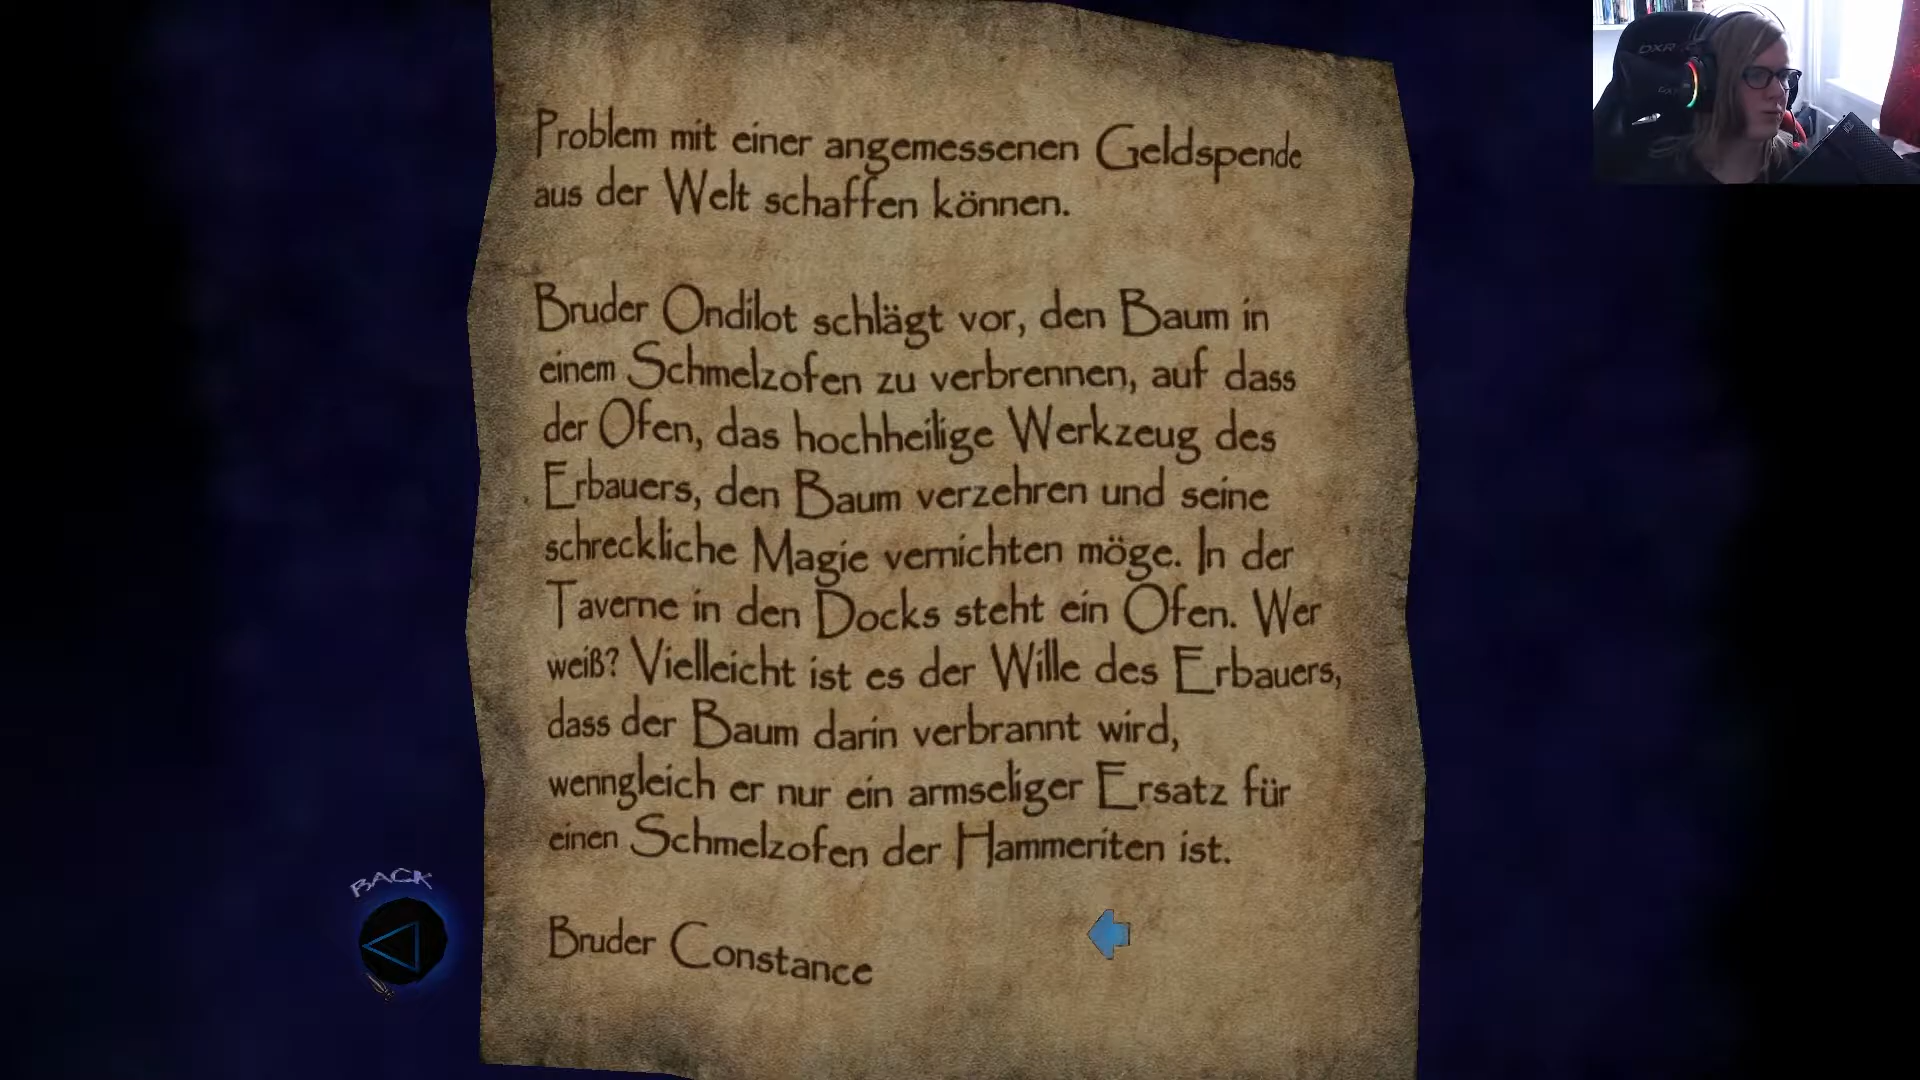 Problem mit einer angemessenen Geldspende
aus der Welt schaffen können.
Bruder Ondilot schlägt vor, den Baum in
einem Schmelzofen zu verbrennen, auf dass
der Ofen, das hochheilige Werkzeug des
Erbauers, den Baum verzehren und seine
schreckliche Magie vernichten möge. In der
Taverne in den Docks steht ein Ofen. Wer
weiß? Vielleicht ist es der Wille des Erbauers,
dass der Baum darin verbrannt wird,
wenngleich er nur ein armseliger Ersatz für
einen Schmelzofen der Hammeriten ist.
Bruder Constance
BACK
DXR